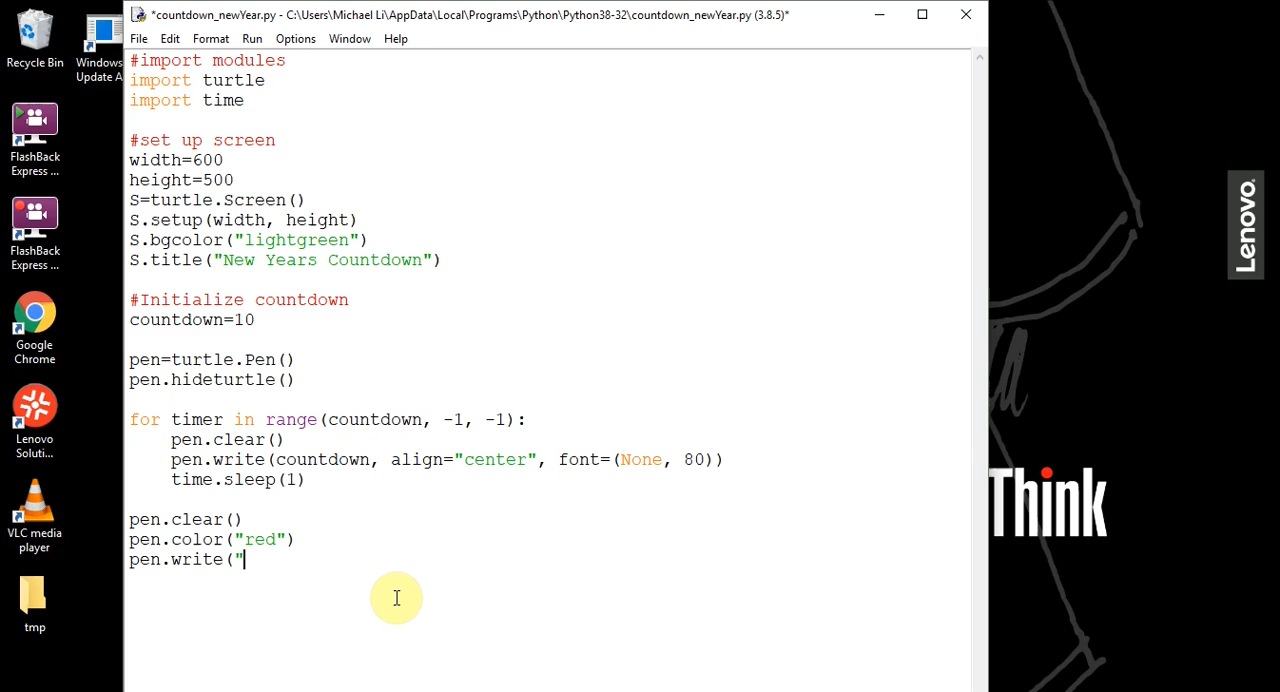 *countdown_newYear.py - C:\Users\Michael Li\AppData\Local\Programs\Python\Python38-32\countdown_newYear.py (3.8.5)*
File Edit Format Run Options Window Help
#import modules
import turtle
import time
#set up screen
width=600
height=500
S=turtle.Screen()
S.setup(width, height)
S.bgcolor("lightgreen")
S.title("New Years Countdown")
#Initialize countdown
countdown=10
pen=turtle.Pen()
pen.hideturtle()
for timer in range(countdown, -1, -1):
    pen.clear()
    pen.write(countdown, align="center", font=(None, 80))
    time.sleep(1)
pen.clear()
pen.color("red")
pen.write("
Recycle Bin
Windows
Update A
FlashBack
Express ...
FlashBack
Express ...
Google
Chrome
Lenovo
Soluti...
VLC media
player
tmp
Lenovo
Think